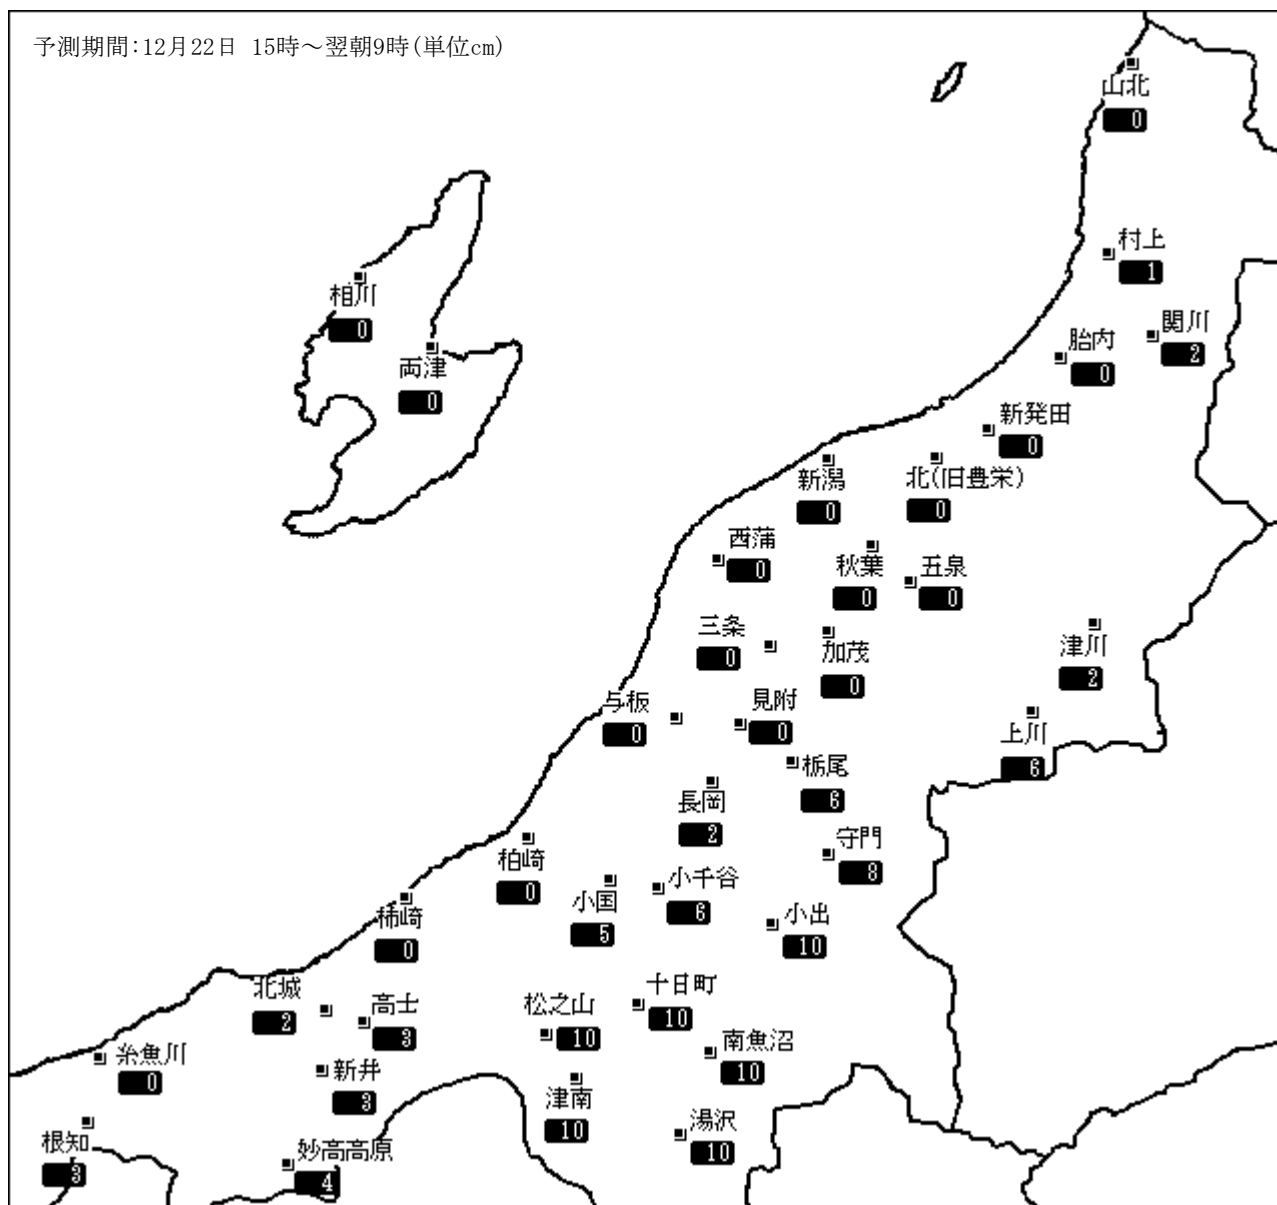 予測期間:12月22日 15時～翌朝9時(単位cm)
山北
0
村上
1
関川
2
胎内
0
相川
0
両津
0
新発田
0
新潟
0
北(旧豊栄)
0
西蒲
0
秋葉
0
五泉
0
三条
0
加茂
0
津川
2
与板
0
見附
0
上川
6
栃尾
6
長岡
2
守門
8
柏崎
0
小国
5
小千谷
6
小出
10
柿崎
0
北城
2
高士
3
松之山
10
十日町
10
南魚沼
10
糸魚川
0
新井
3
津南
10
湯沢
10
根知
3
妙高高原
4